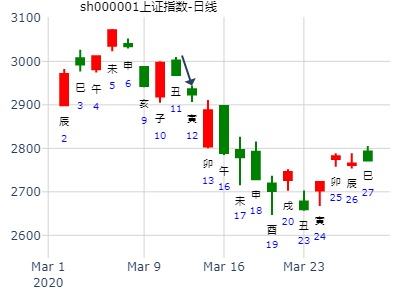 sh000001上证指数-日线
3100
3000
2900
2800
2700
2600
辰
2
巳
3
午
4
未
5
申
6
亥
9
子
10
丑
11
寅
12
卯
13
午
16
未
17
申
18
酉
19
戌
20
丑
23
寅
24
卯
25
辰
26
巳
27
Mar 1
2020
Mar 9
Mar 16
Mar 23